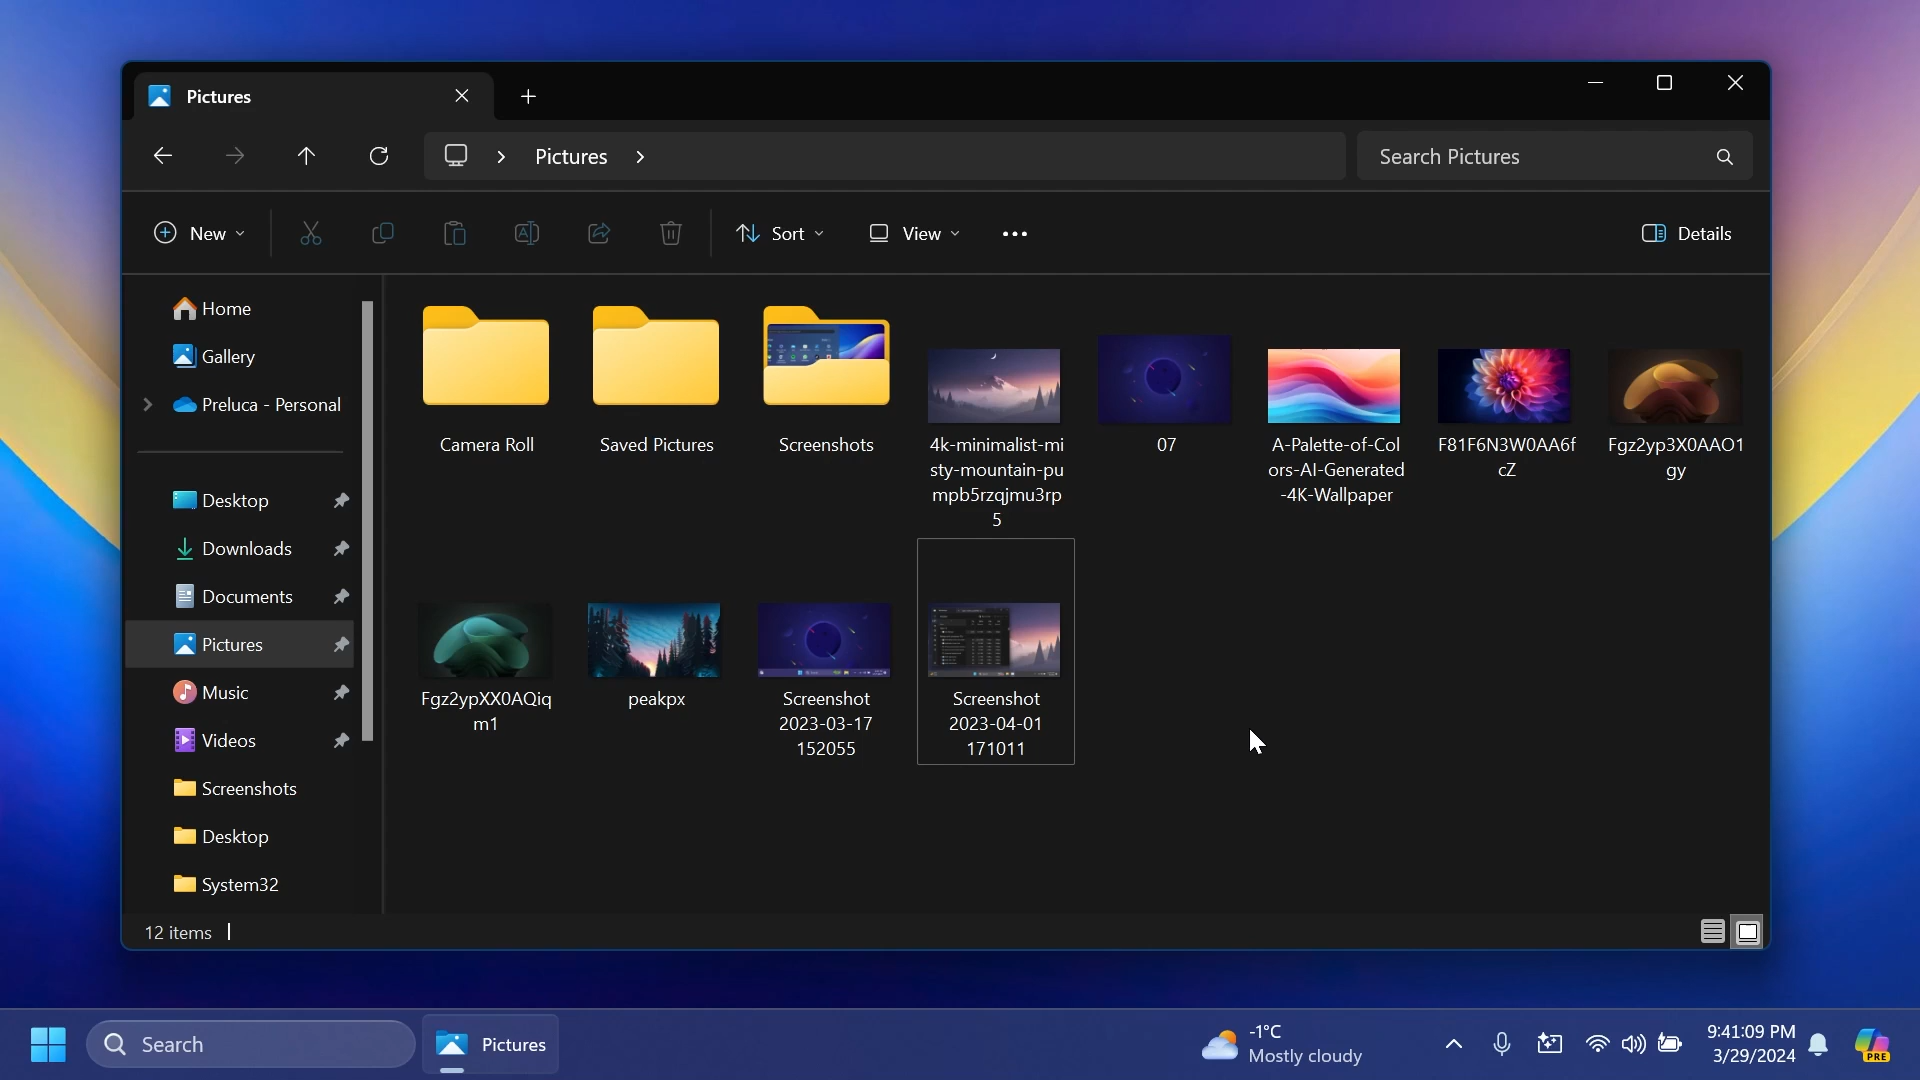 Pictures
Pictures
Search Pictures
New
Sort
View
Details
Home
Gallery
Preluca - Personal
Desktop
Downloads
Documents
Pictures
Music
Videos
Screenshots
Desktop
System32
Camera Roll
Saved Pictures
Screenshots
4k-minimalist-mi
sty-mountain-pu
mpb5rzqjmu3rp
5
07
A-Palette-of-Col
ors-AI-Generated
-4K-Wallpaper
F81F6N3W0AA6f
cZ
Fgz2yp3X0AAO1
gy
Fgz2ypXX0AQiq
m1
peakpx
Screenshot
2023-03-17
152055
Screenshot
2023-04-01
171011
12 items
Search
Pictures
-1°C
Mostly cloudy
9:41:09 PM
3/29/2024
PRE